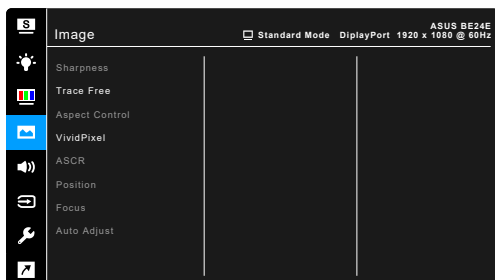 S
ASUS BE24E
Image
Standard Mode DiplayPort 1920 x 1080 @ 60Hz
Sharpness
Trace Free
Aspect Control
VividPixel
ASCR
Position
Focus
Auto Adjust